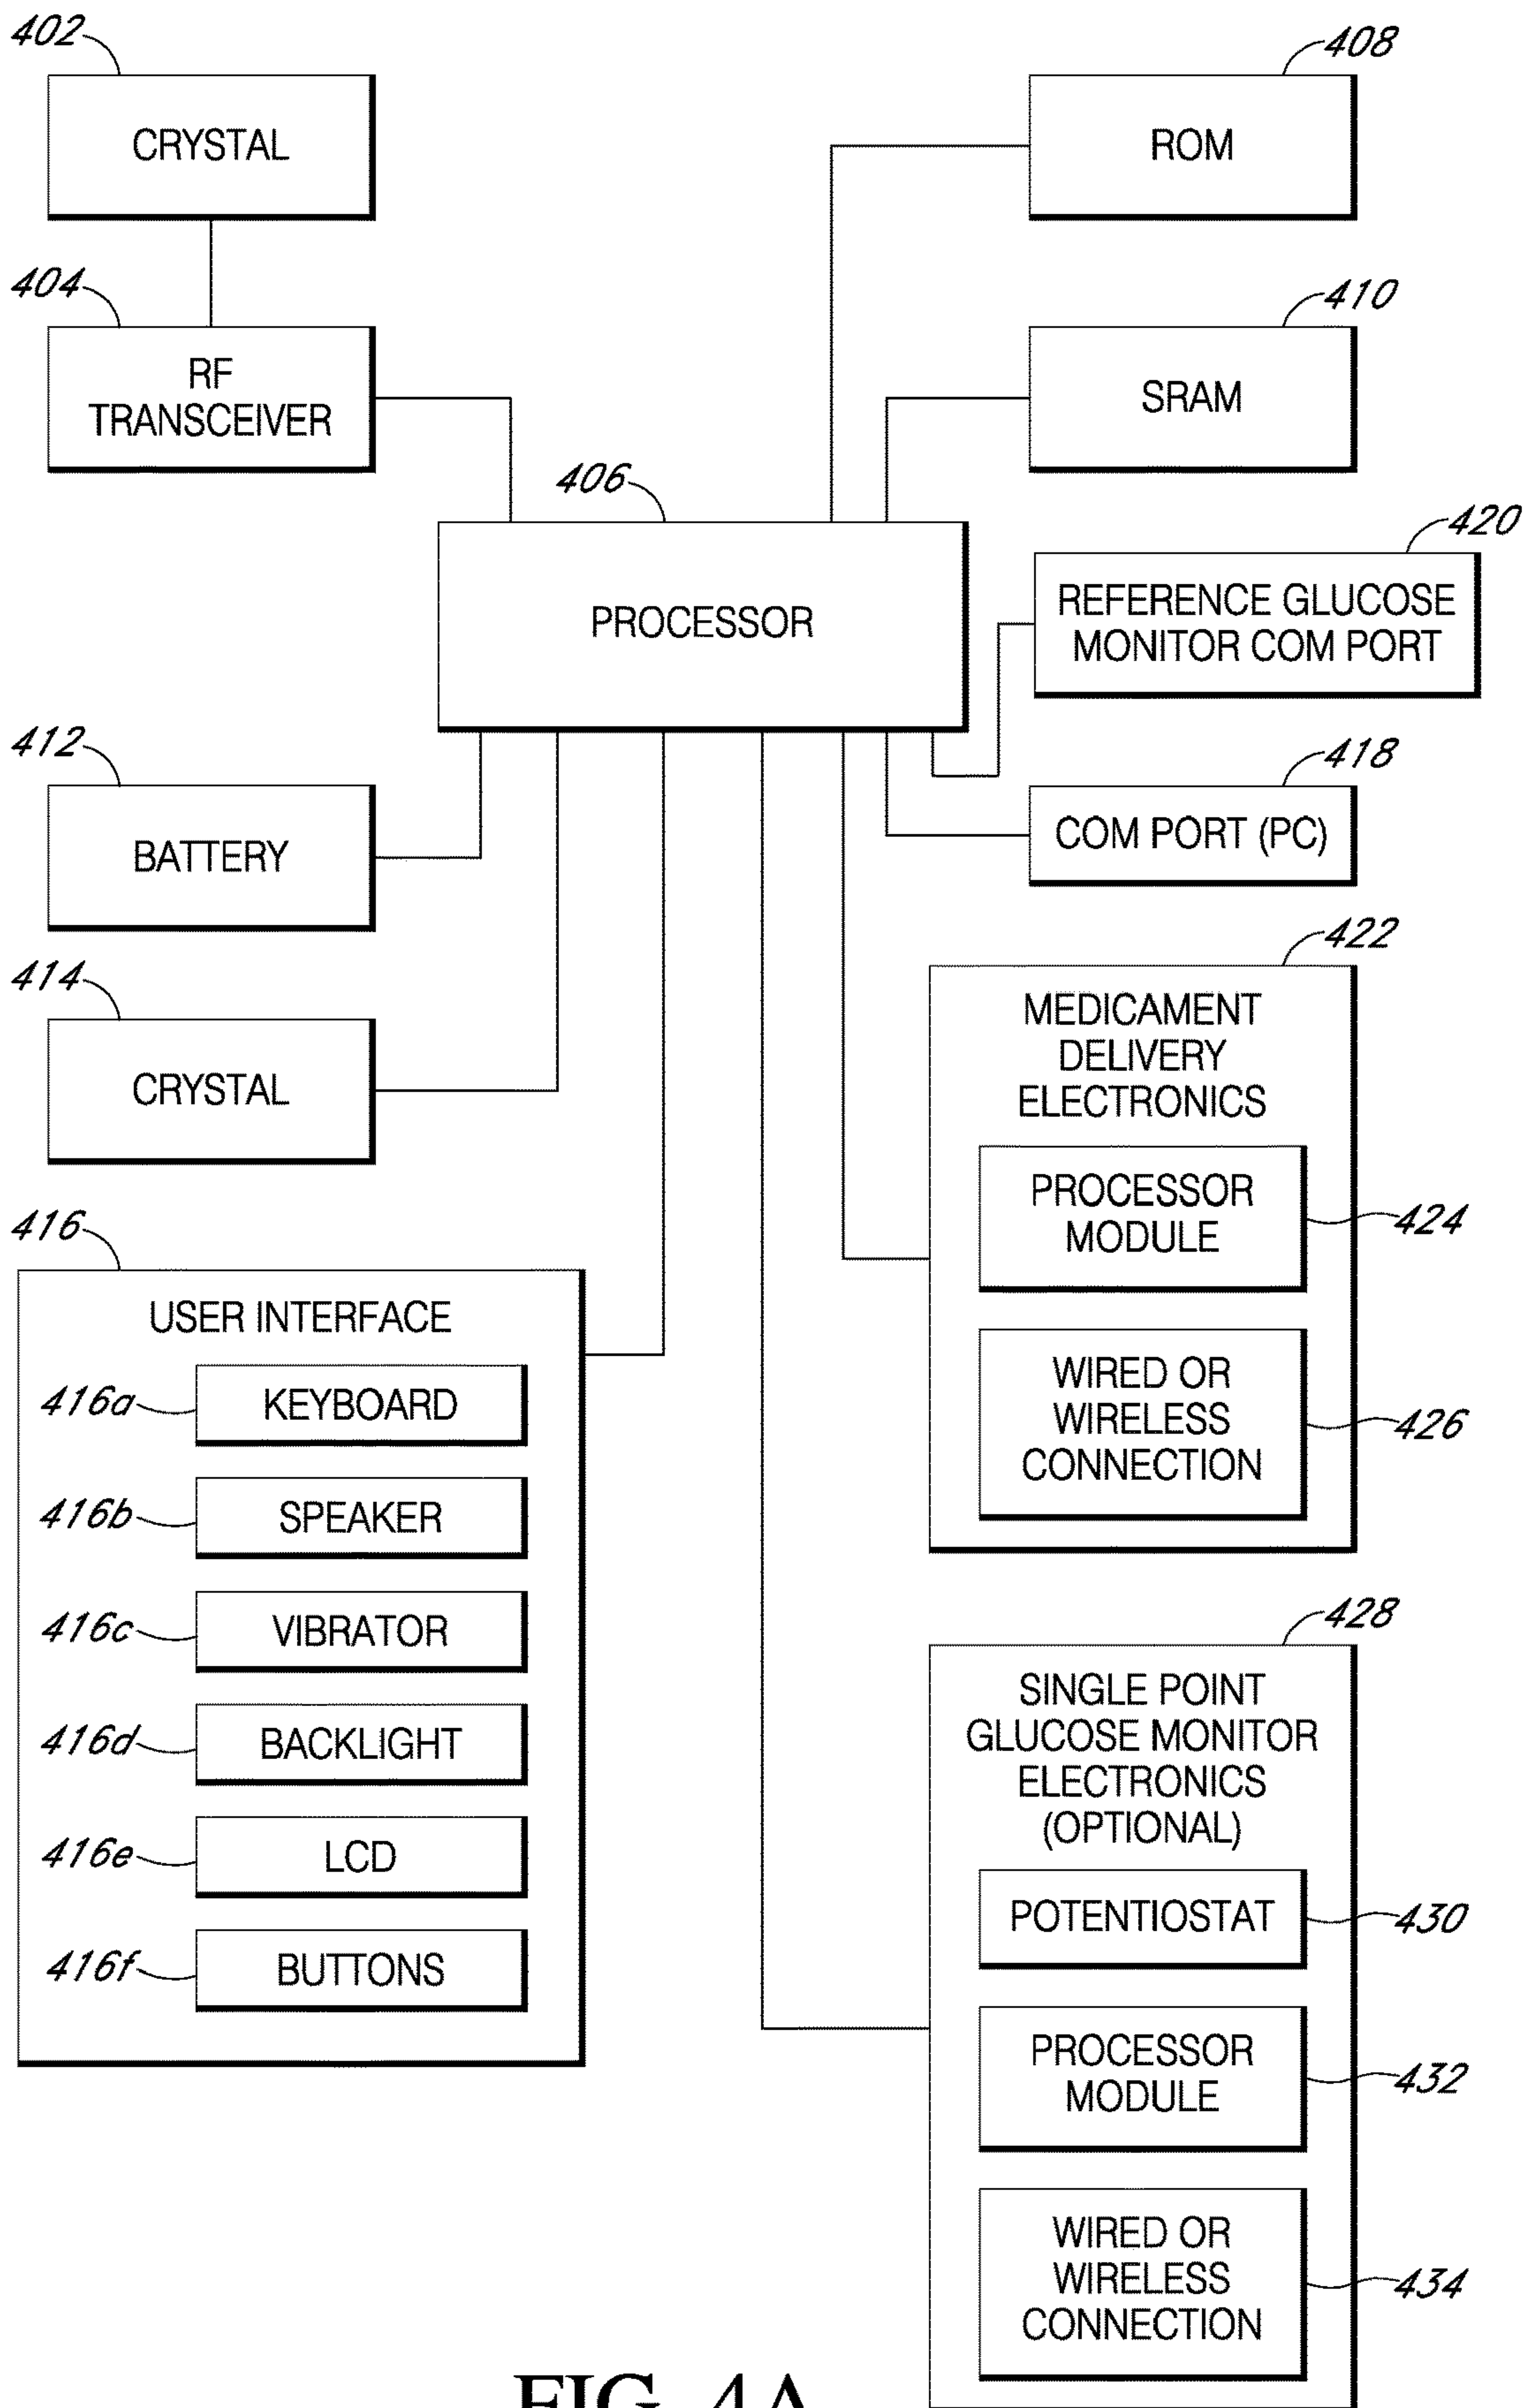 402
CRYSTAL
408
ROM
404
RF
TRANSCEIVER
410
SRAM
406
PROCESSOR
420
REFERENCE GLUCOSE
MONITOR COM PORT
412
BATTERY
418
COM PORT (PC)
414
CRYSTAL
422
MEDICAMENT
DELIVERY
ELECTRONICS
PROCESSOR
MODULE
424
WIRED OR
WIRELESS
CONNECTION
426
416
USER INTERFACE
416a
KEYBOARD
416b
SPEAKER
416c
VIBRATOR
416d
BACKLIGHT
416e
LCD
416f
BUTTONS
428
SINGLE POINT
GLUCOSE MONITOR
ELECTRONICS
(OPTIONAL)
POTENTIOSTAT
430
PROCESSOR
MODULE
432
WIRED OR
WIRELESS
CONNECTION
434
FIG. 4A